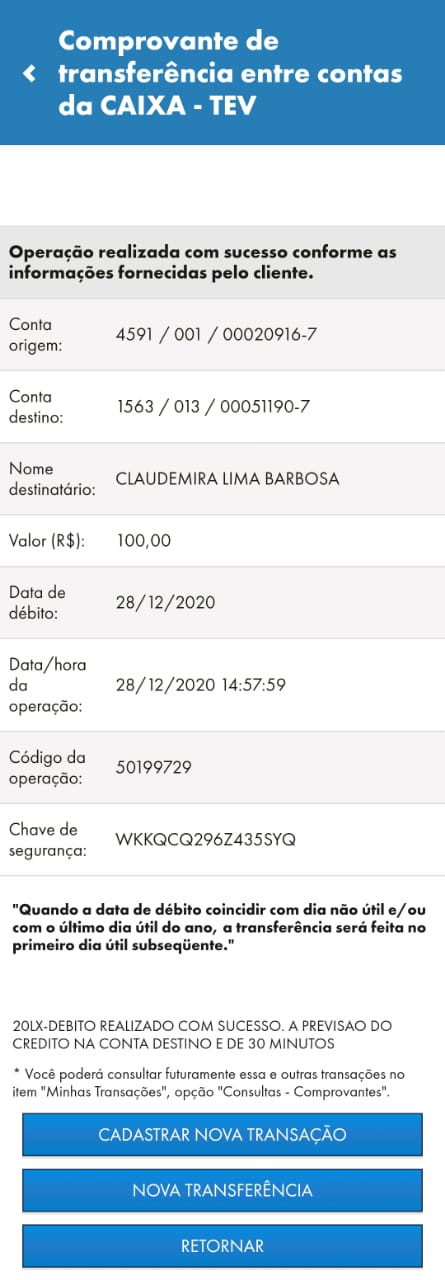 Comprovante de
transferência entre contas
da CAIXA - TEV
Operação realizada com sucesso conforme as
informações fornecidas pelo cliente.
Conta
origem:
4591 / 001 / 00020916-7
Conta
destino:
1563 / 013 / 00051190-7
Nome
destinatário:
CLAUDEMIRA LIMA BARBOSA
Valor (R$):
100,00
Data de
débito:
28/12/2020
Data/hora
da
operação:
28/12/2020 14:57:59
Código da
operação:
50199729
Chave de
segurança:
WKKQCQ296Z435SYQ
"Quando a data de débito coincidir com dia não útil e/ou
com o último dia útil do ano, a transferência será feita no
primeiro dia útil subseqüente."
20LX-DEBITO REALIZADO COM SUCESSO. A PREVISAO DO
CREDITO NA CONTA DESTINO E DE 30 MINUTOS
* Você poderá consultar futuramente essa e outras transações no
item "Minhas Transações", opção "Consultas - Comprovantes".
CADASTRAR NOVA TRANSAÇÃO
NOVA TRANSFERÊNCIA
RETORNAR